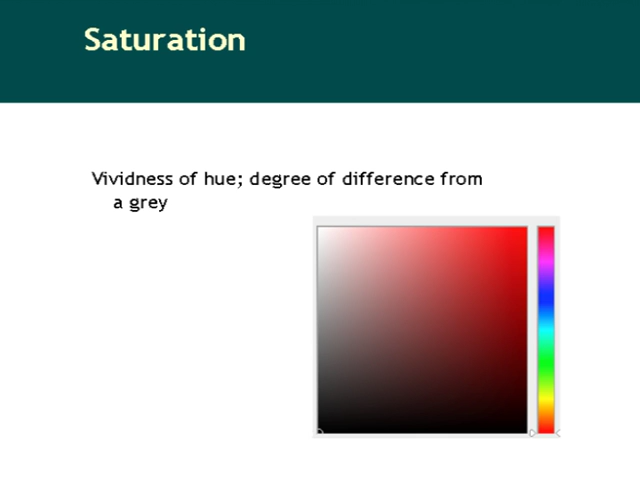 Saturation
Vividness of hue; degree of difference from
a grey